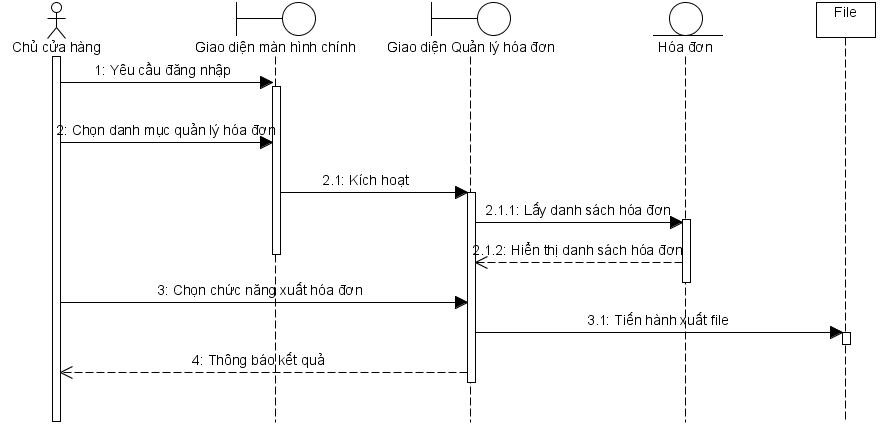 File
Chủ cửa hàng
Giao diện màn hình chính
Giao diện Quản lý hóa đơn
Hóa đơn
1: Yêu cầu đăng nhập
2: Chọn danh mục quản lý hóa đơn
2.1: Kích hoạt
2.1.1: Lấy danh sách hóa đơn
2.1.2: Hiển thị danh sách hóa đơn
3: Chọn chức năng xuất hóa đơn
3.1: Tiến hành xuất file
4: Thông báo kết quả